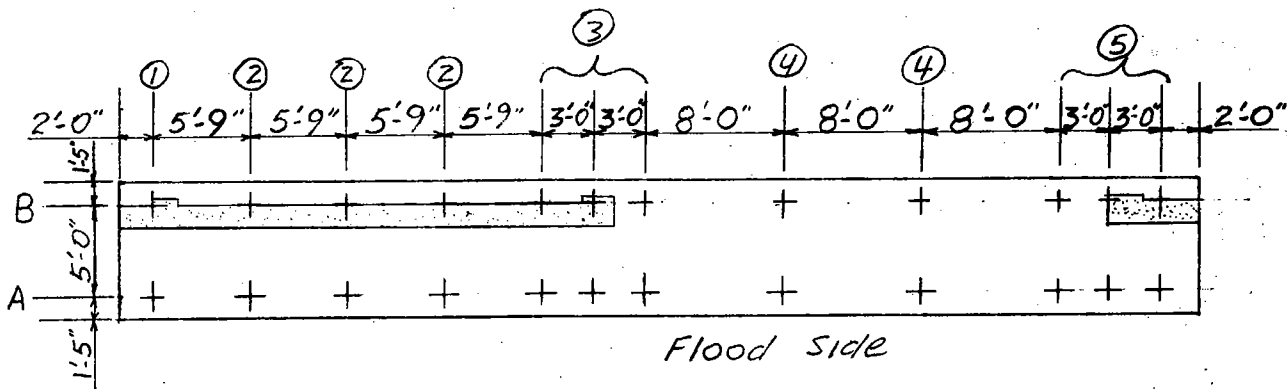 ③ ⑤
① ② ② ② ④ ④
2'-0" 5'-9" 5'-9" 5'-9" 5'-9" 3'-0" 3'-0" 8'-0" 8'-0" 8'-0" 3'-0" 3'-0" 2'-0"
1'-5"
B
5'-0"
A
1'-5"
Flood Side